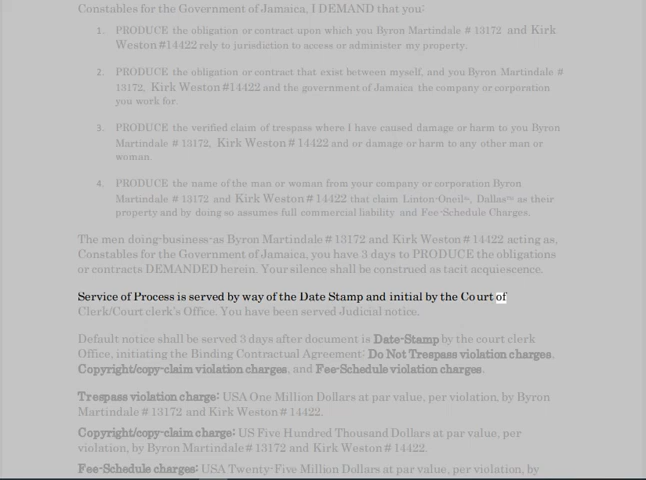 Constables for the Government of Jamaica, I DEMAND that you:
1. PRODUCE the obligation or contract upon which you Byron Martindale # 13172 and Kirk
Weston #14422 rely to jurisdiction to access or administer my property.
2. PRODUCE the obligation or contract that exist between myself, and you Byron Martindale #
13172, Kirk Weston #14422 and the government of Jamaica the company or corporation
you work for.
3. PRODUCE the verified claim of trespass where I have caused damage or harm to you Byron
Martindale # 13172, Kirk Weston # 14422 and or damage or harm to any other man or
woman.
4. PRODUCE the name of the man or woman from your company or corporation Byron
Martindale # 13172 and Kirk Weston # 14422 that claim Linton-Oneil™, Dallas™ as their
property and by doing so assumes full commercial liability and Fee-Schedule Charges.
The men doing-business-as Byron Martindale # 13172 and Kirk Weston # 14422 acting as,
Constables for the Government of Jamaica, you have 3 days to PRODUCE the obligations
or contracts DEMANDED herein. Your silence shall be construed as tacit acquiescence.
Service of Process is served by way of the Date Stamp and initial by the Court of
Clerk/Court clerk's Office. You have been served Judicial notice.
Default notice shall be served 3 days after document is Date-Stamp by the court clerk
Office, initiating the Binding Contractual Agreement: Do Not Trespass violation charges,
Copyright/copy-claim violation charges, and Fee-Schedule violation charges.
Trespass violation charge: USA One Million Dollars at par value, per violation, by Byron
Martindale # 13172 and Kirk Weston # 14422.
Copyright/copy-claim charge: US Five Hundred Thousand Dollars at par value, per
violation, by Byron Martindale # 13172 and Kirk Weston # 14422.
Fee-Schedule charges: USA Twenty-Five Million Dollars at par value, per violation, by